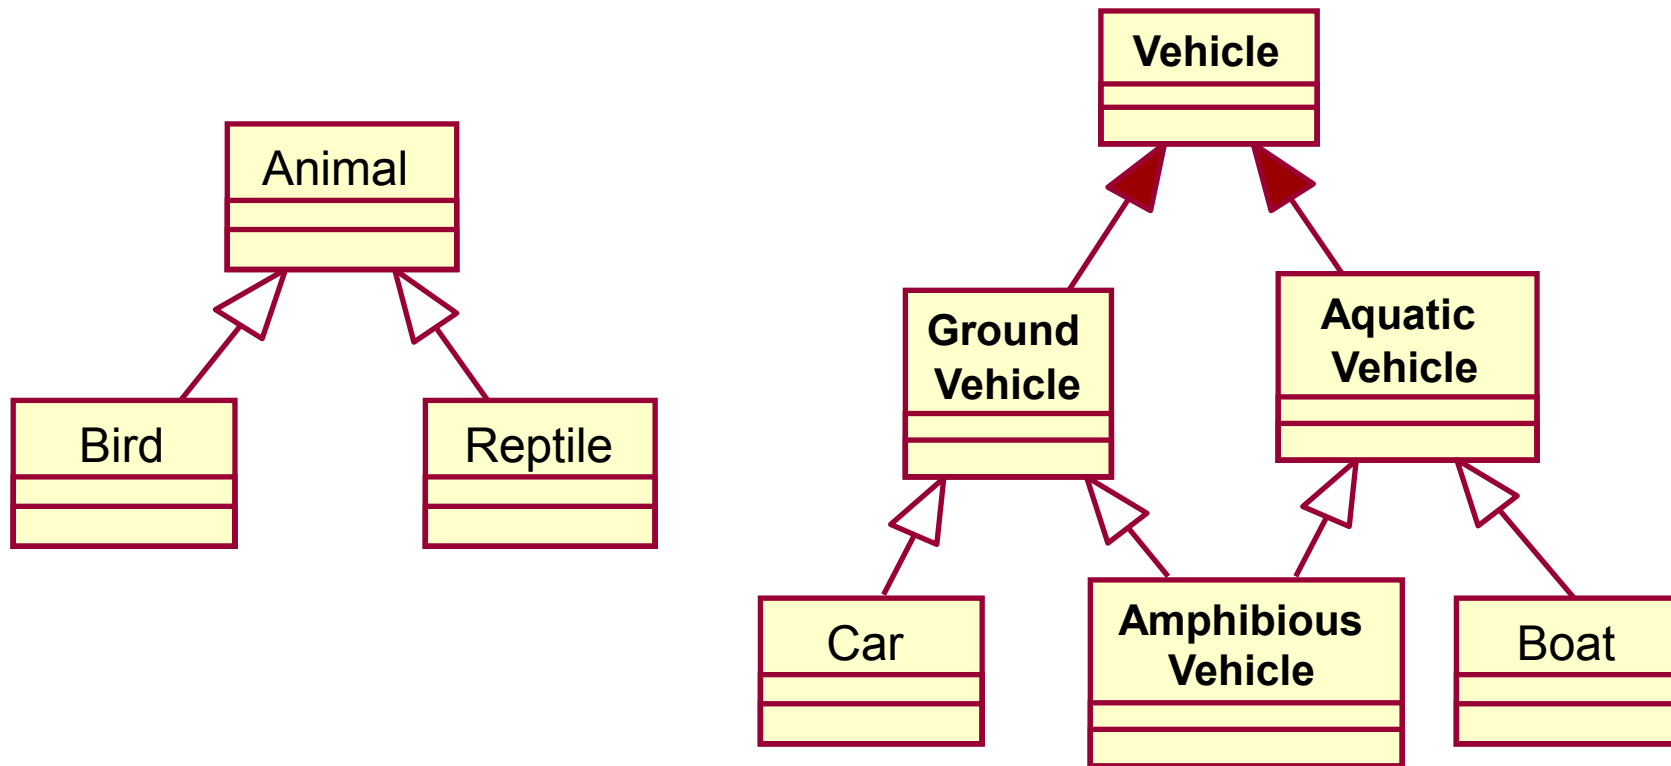 Animal
Bird
Reptile
Vehicle
Ground
Vehicle
Aquatic
Vehicle
Car
Amphibious
Vehicle
Boat